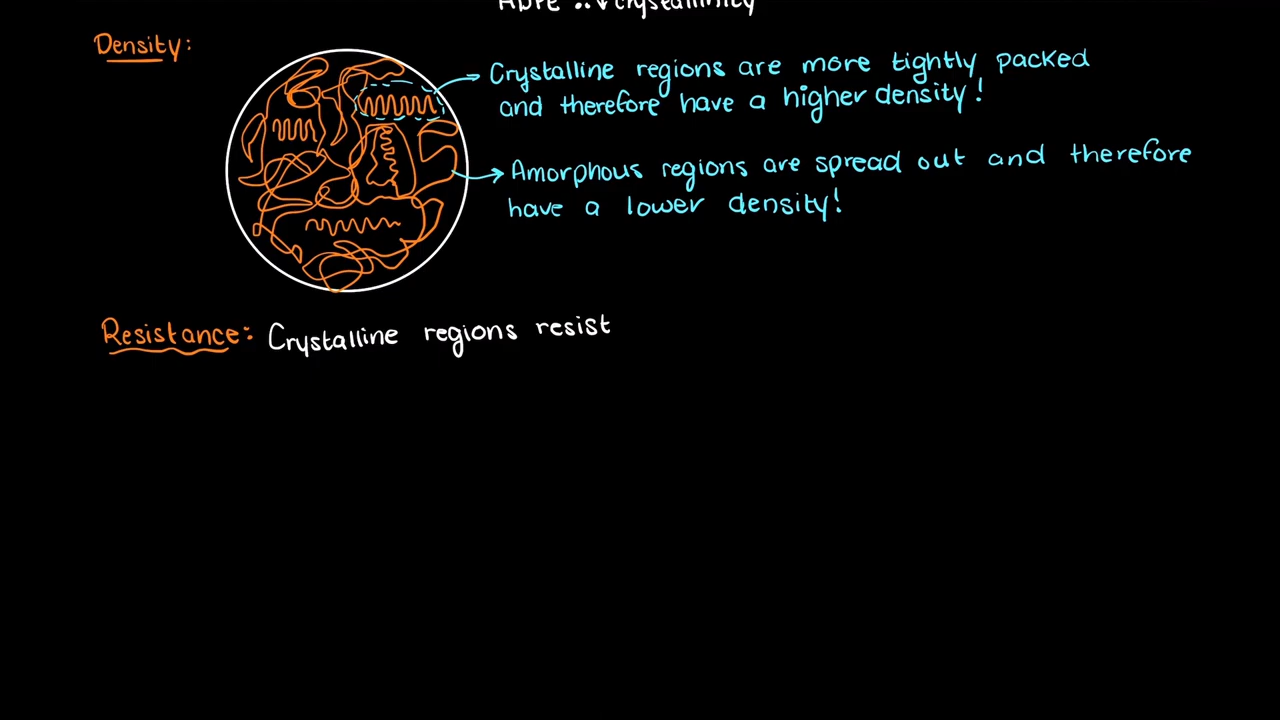 Density:
Crystalline regions are more tightly packed
and therefore have a higher density!
Amorphous regions are spread out and therefore
have a lower density!
Resistance: Crystalline regions resist